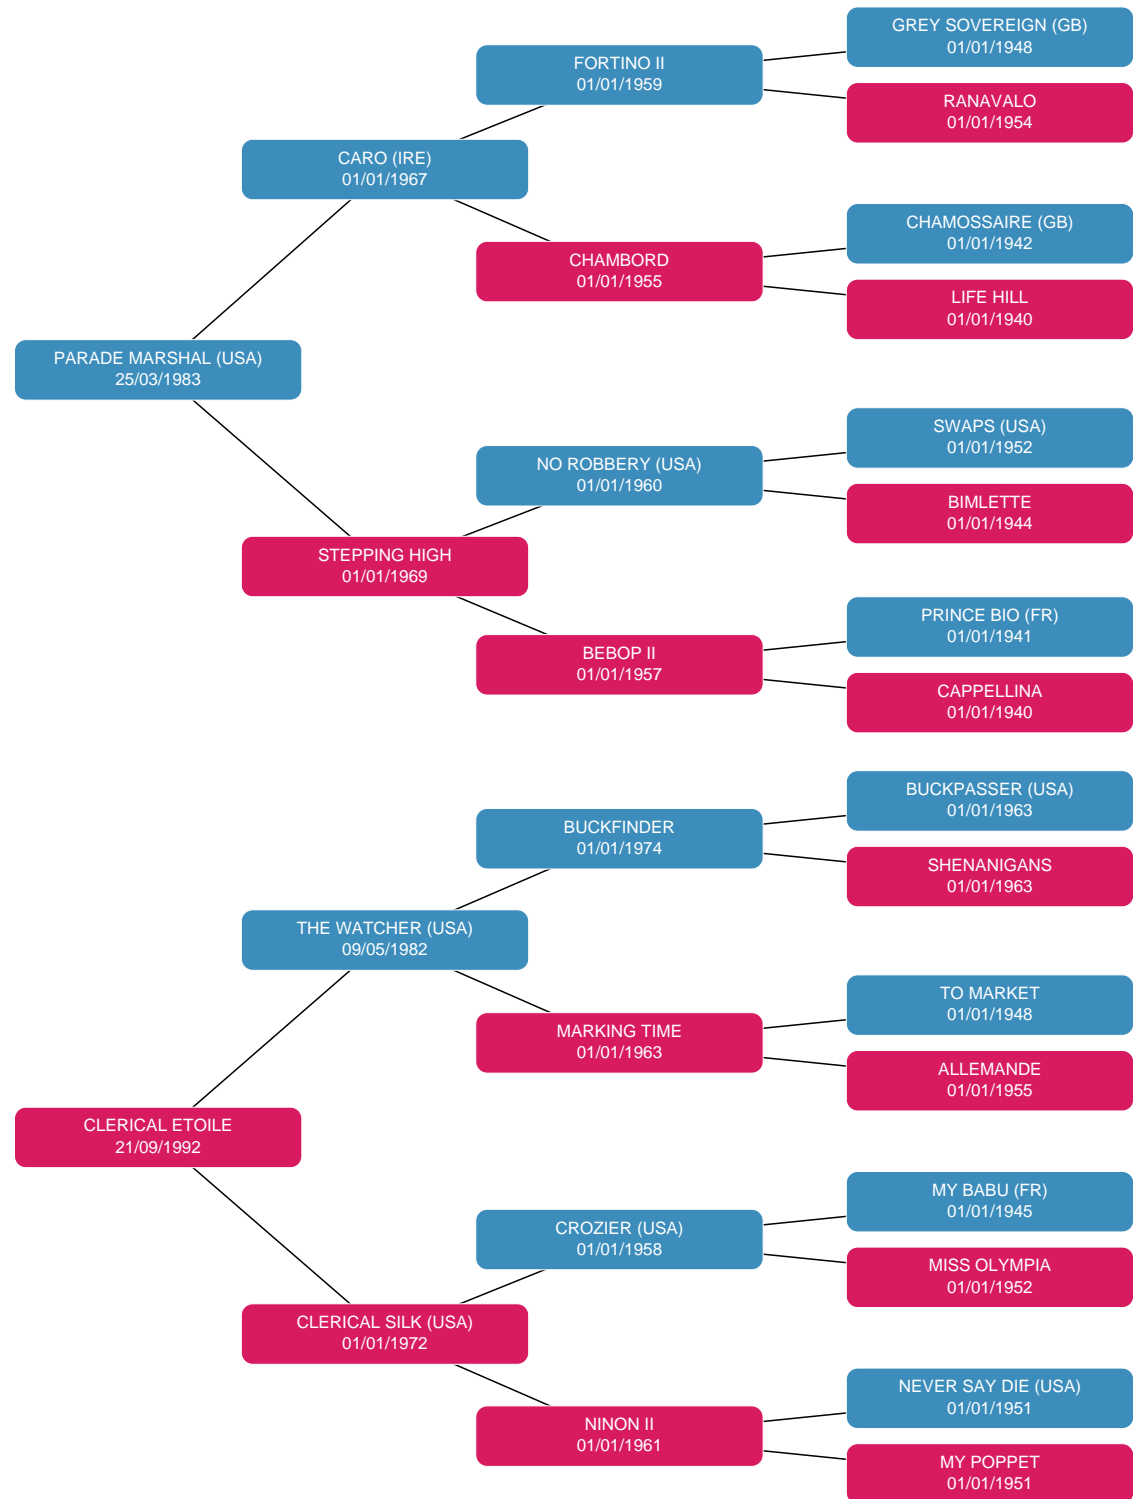 GREY SOVEREIGN (GB)
01/01/1948
FORTINO II
01/01/1959
RANAVALO
01/01/1954
CARO (IRE)
01/01/1967
CHAMOSSAIRE (GB)
01/01/1942
CHAMBORD
01/01/1955
LIFE HILL
01/01/1940
PARADE MARSHAL (USA)
25/03/1983
SWAPS (USA)
01/01/1952
NO ROBBERY (USA)
01/01/1960
BIMLETTE
01/01/1944
STEPPING HIGH
01/01/1969
PRINCE BIO (FR)
01/01/1941
BEBOP II
01/01/1957
CAPPELLINA
01/01/1940
BUCKPASSER (USA)
01/01/1963
BUCKFINDER
01/01/1974
SHENANIGANS
01/01/1963
THE WATCHER (USA)
09/05/1982
TO MARKET
01/01/1948
MARKING TIME
01/01/1963
ALLEMANDE
01/01/1955
CLERICAL ETOILE
21/09/1992
MY BABU (FR)
01/01/1945
CROZIER (USA)
01/01/1958
MISS OLYMPIA
01/01/1952
CLERICAL SILK (USA)
01/01/1972
NEVER SAY DIE (USA)
01/01/1951
NINON II
01/01/1961
MY POPPET
01/01/1951